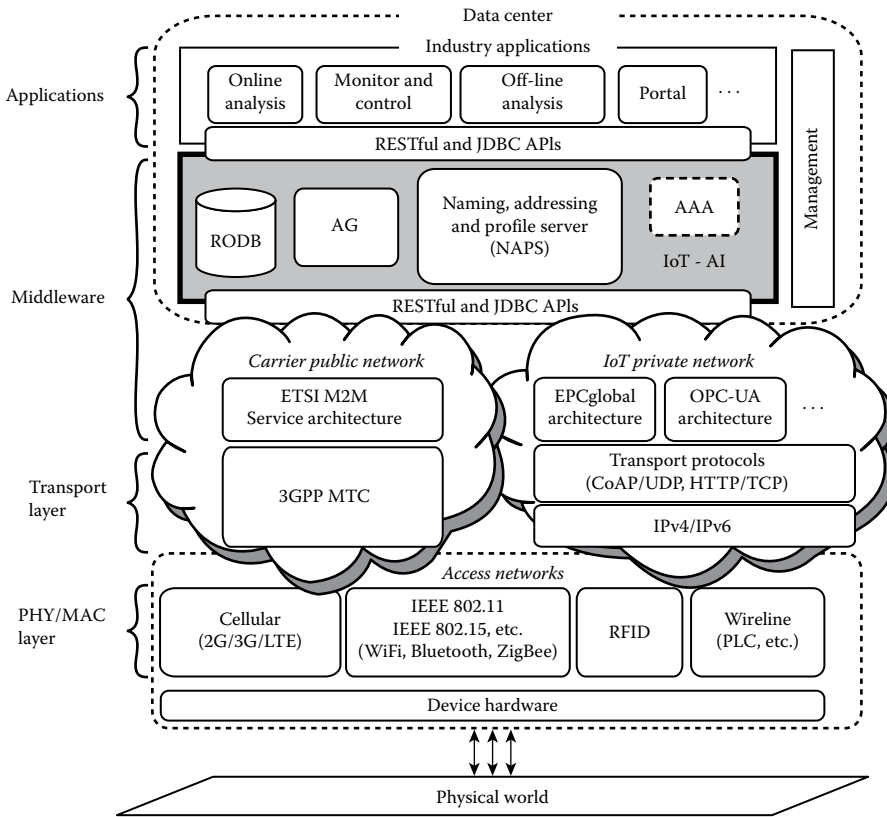 Data center
Industry applications
Applications
Online
analysis
Monitor and
control
Off-line
analysis
Portal
...
Management
RESTful and JDBC APIs
RODB
AG
Naming, addressing
and profile server
(NAPS)
AAA
IoT - AI
Middleware
RESTful and JDBC APIs
Carrier public network
ETSI M2M
Service architecture
IoT private network
EPCglobal
architecture
OPC-UA
architecture
...
Transport
layer
3GPP MTC
Transport protocols
(CoAP/UDP, HTTP/TCP)
IPv4/IPv6
Access networks
PHY/MAC
layer
Cellular
(2G/3G/LTE)
IEEE 802.11
IEEE 802.15, etc.
(WiFi, Bluetooth, ZigBee)
RFID
Wireline
(PLC, etc.)
Device hardware
Physical world